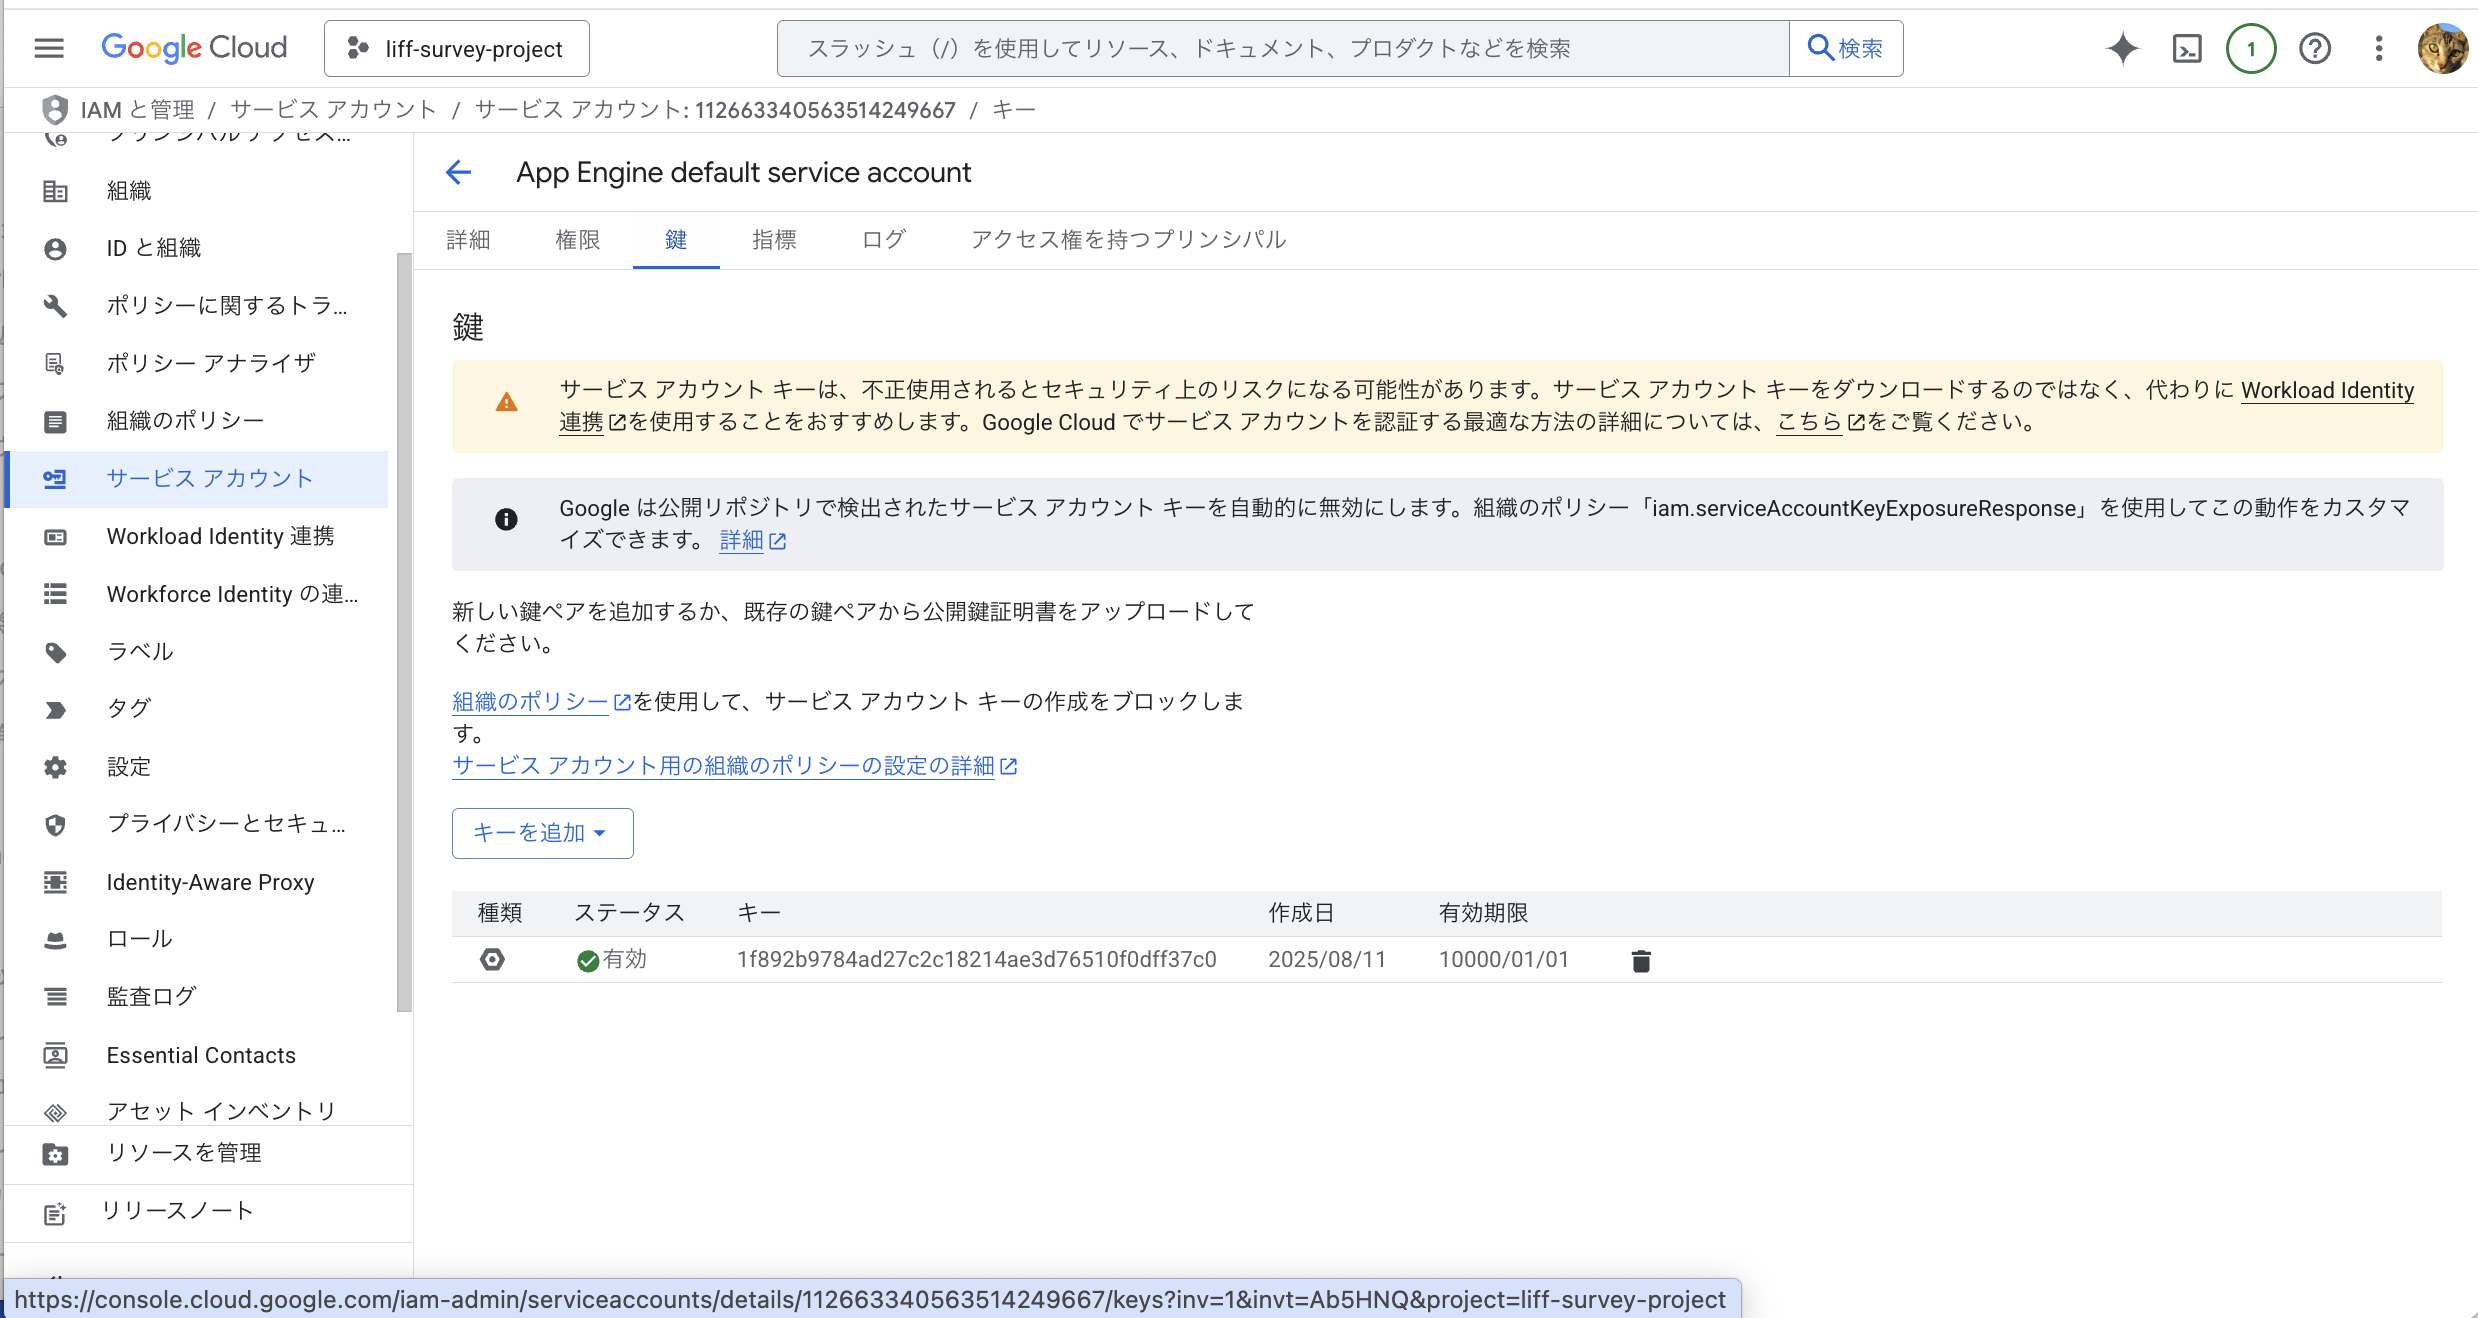 Google Cloud
liff-survey-project
スラッシュ（/）を使用してリソース、ドキュメント、プロダクトなどを検索
検索
1
IAM と管理 / サービス アカウント / サービス アカウント: 112663340563514249667 / キー
プリンシパル アクセス...
組織
ID と組織
ポリシーに関するトラ...
ポリシー アナライザ
組織のポリシー
サービス アカウント
Workload Identity 連携
Workforce Identity の連...
ラベル
タグ
設定
プライバシーとセキュ...
Identity-Aware Proxy
ロール
監査ログ
Essential Contacts
アセット インベントリ
リソースを管理
リリースノート
App Engine default service account
詳細
権限
鍵
指標
ログ
アクセス権を持つプリンシパル
鍵
サービス アカウント キーは、不正使用されるとセキュリティ上のリスクになる可能性があります。サービス アカウント キーをダウンロードするのではなく、代わりに Workload Identity
連携を使用することをおすすめします。Google Cloud でサービス アカウントを認証する最適な方法の詳細については、こちらをご覧ください。
Google は公開リポジトリで検出されたサービス アカウント キーを自動的に無効にします。組織のポリシー「iam.serviceAccountKeyExposureResponse」を使用してこの動作をカスタマ
イズできます。 詳細
新しい鍵ペアを追加するか、既存の鍵ペアから公開鍵証明書をアップロードして
ください。
組織のポリシーを使用して、サービス アカウント キーの作成をブロックしま
す。
サービス アカウント用の組織のポリシーの設定の詳細
キーを追加
種類 ステータス キー 作成日 有効期限
有効 1f892b9784ad27c2c18214ae3d76510f0dff37c0 2025/08/11 10000/01/01
https://console.cloud.google.com/iam-admin/serviceaccounts/details/112663340563514249667/keys?inv=1&invt=Ab5HNQ&project=liff-survey-project